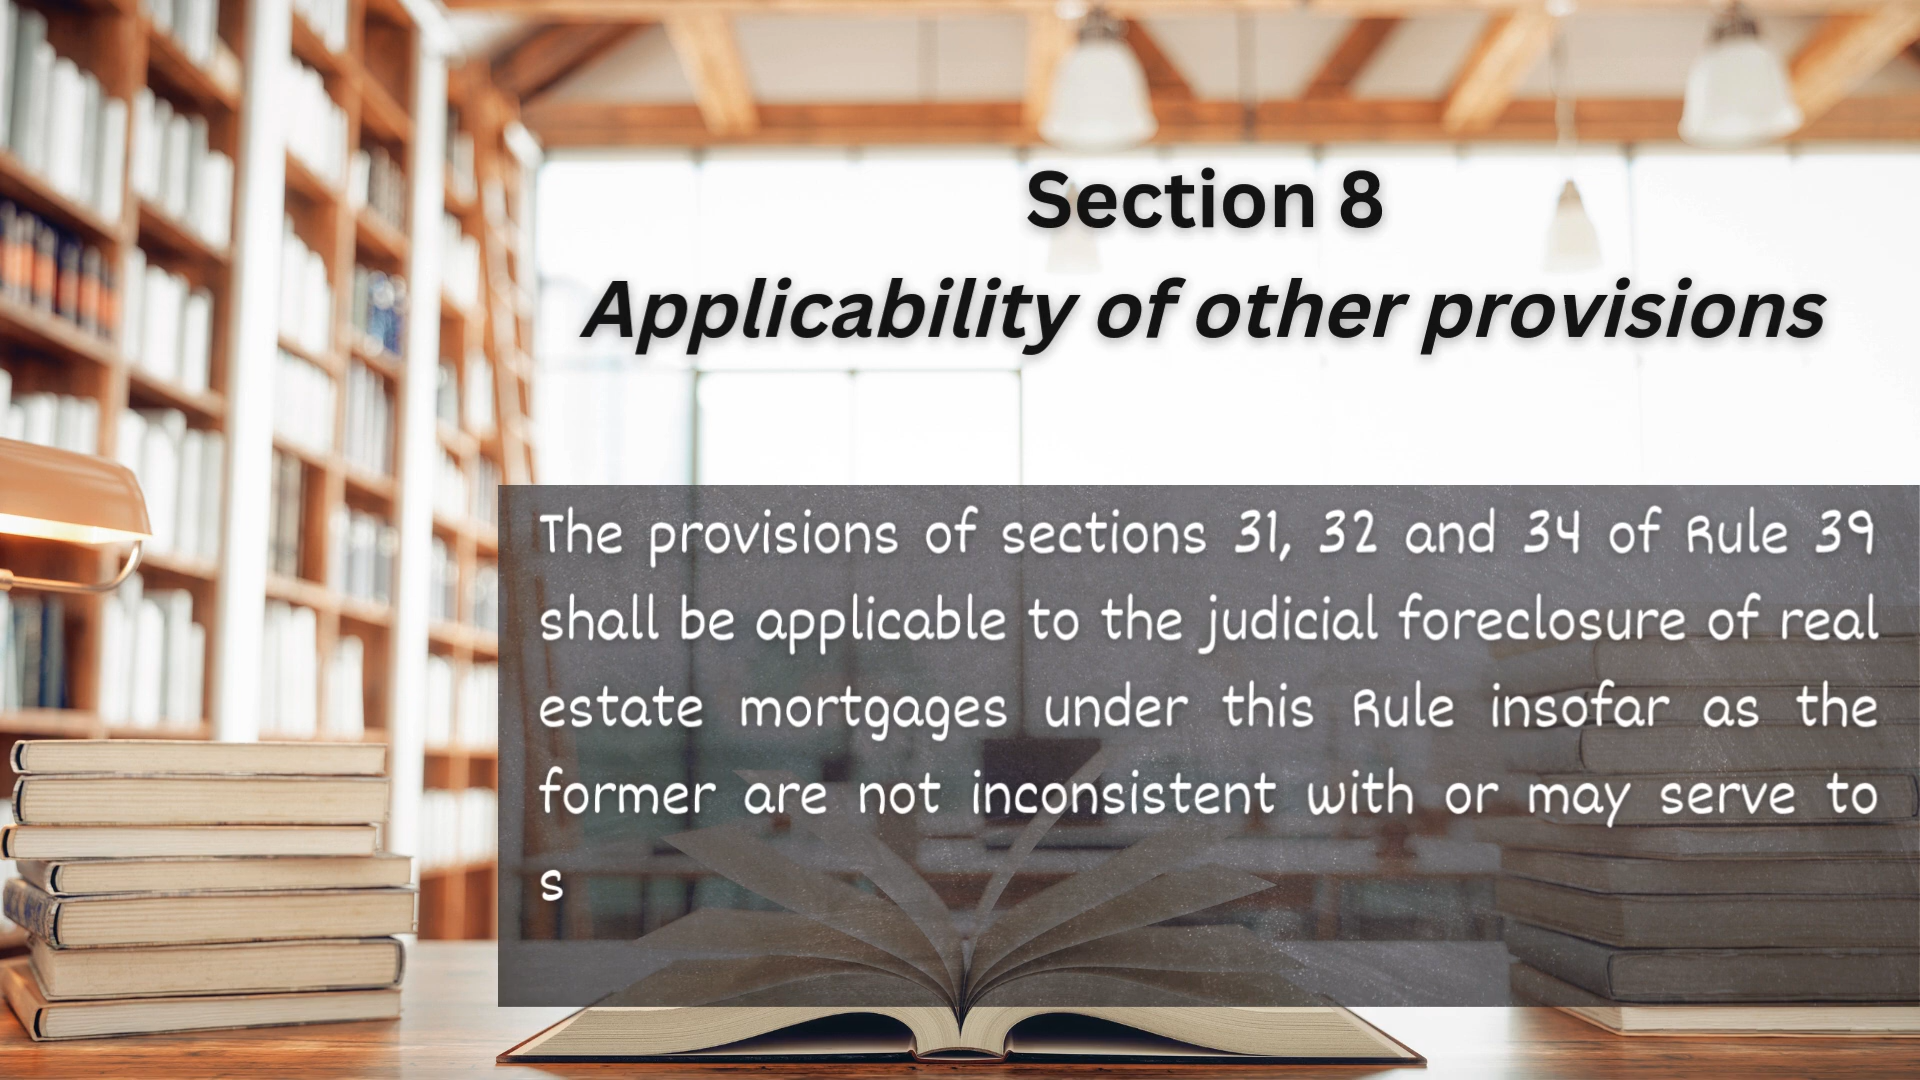 Section 8
Applicability of other provisions
The provisions of sections 31, 32 and 34 of Rule 39
shall be applicable to the judicial foreclosure of real
estate mortgages under this Rule insofar as the
former are not inconsistent with or may serve to
s